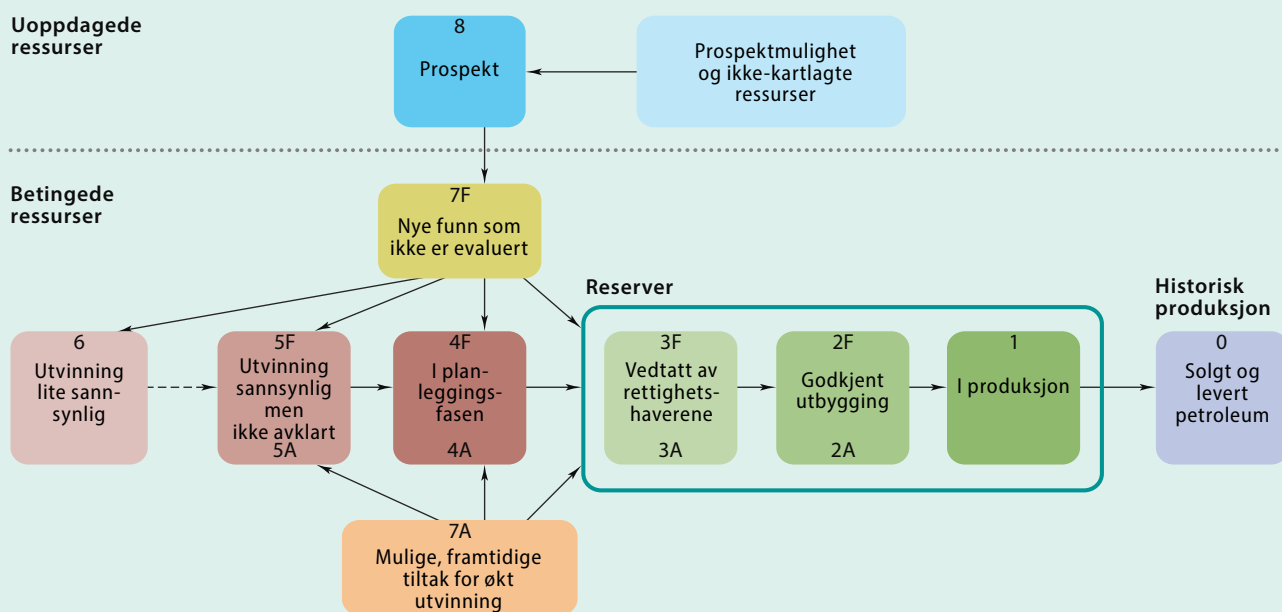 Uoppdagede
ressurser
8
Prospekt
Prospektmulighet
og ikke-kartlagte
ressurser
Betingede
ressurser
7F
Nye funn som
ikke er evaluert
Reserver
Historisk
produksjon
6
Utvinning
lite sann-
synlig
5F
Utvinning
sannsynlig
men
ikke avklart
5A
4F
I plan-
leggings-
fasen
4A
3F
Vedtatt av
rettighets-
haverene
3A
2F
Godkjent
utbygging
2A
1
I produksjon
0
Solgt og
levert
petroleum
7A
Mulige, framtidige
tiltak for økt
utvinning